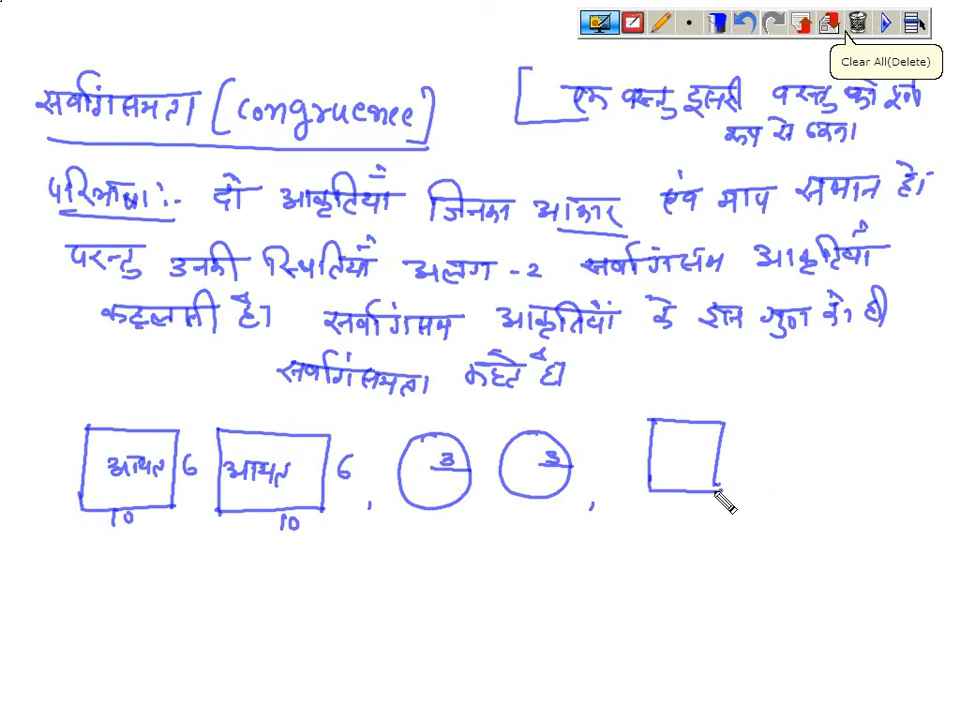 Clear All(Delete)
सर्वांगसमता (Congruence)
[ एक वस्तु दूसरी वस्तु को पूर्ण
रूप से ढकना
परिभाषा :- दो आकृतियाँ जिनका आकार एंव माप समान है।
परन्तु उनकी स्थितियाँ अलग -2 सर्वांगसम आकृतियाँ
कहलाती है। सर्वांगसम आकृतियों के इस गुण को ही
सर्वांगसमता कहते है।
आयत 6 आयत 6 , 3 3 ,
10 10